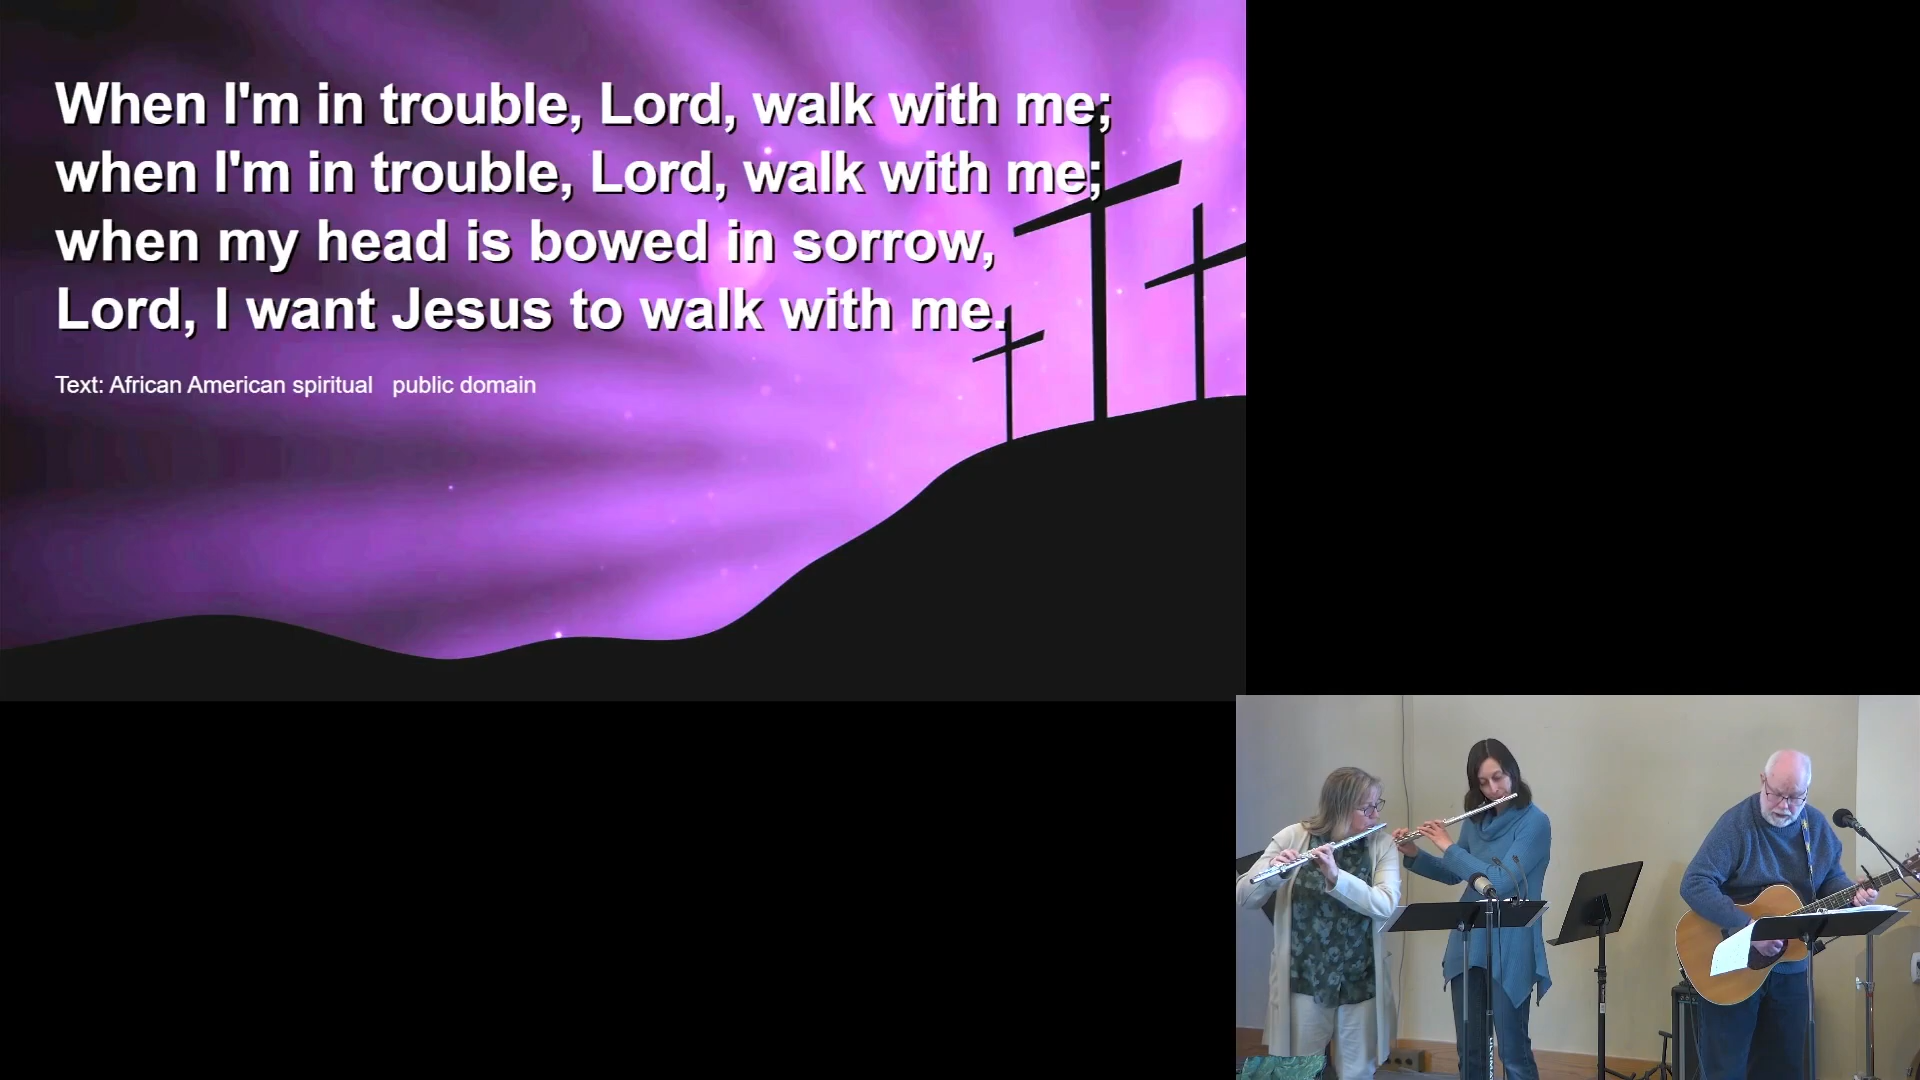 When I'm in trouble, Lord, walk with me;
when I'm in trouble, Lord, walk with me;
when my head is bowed in sorrow,
Lord, I want Jesus to walk with me.
Text: African American spiritual public domain